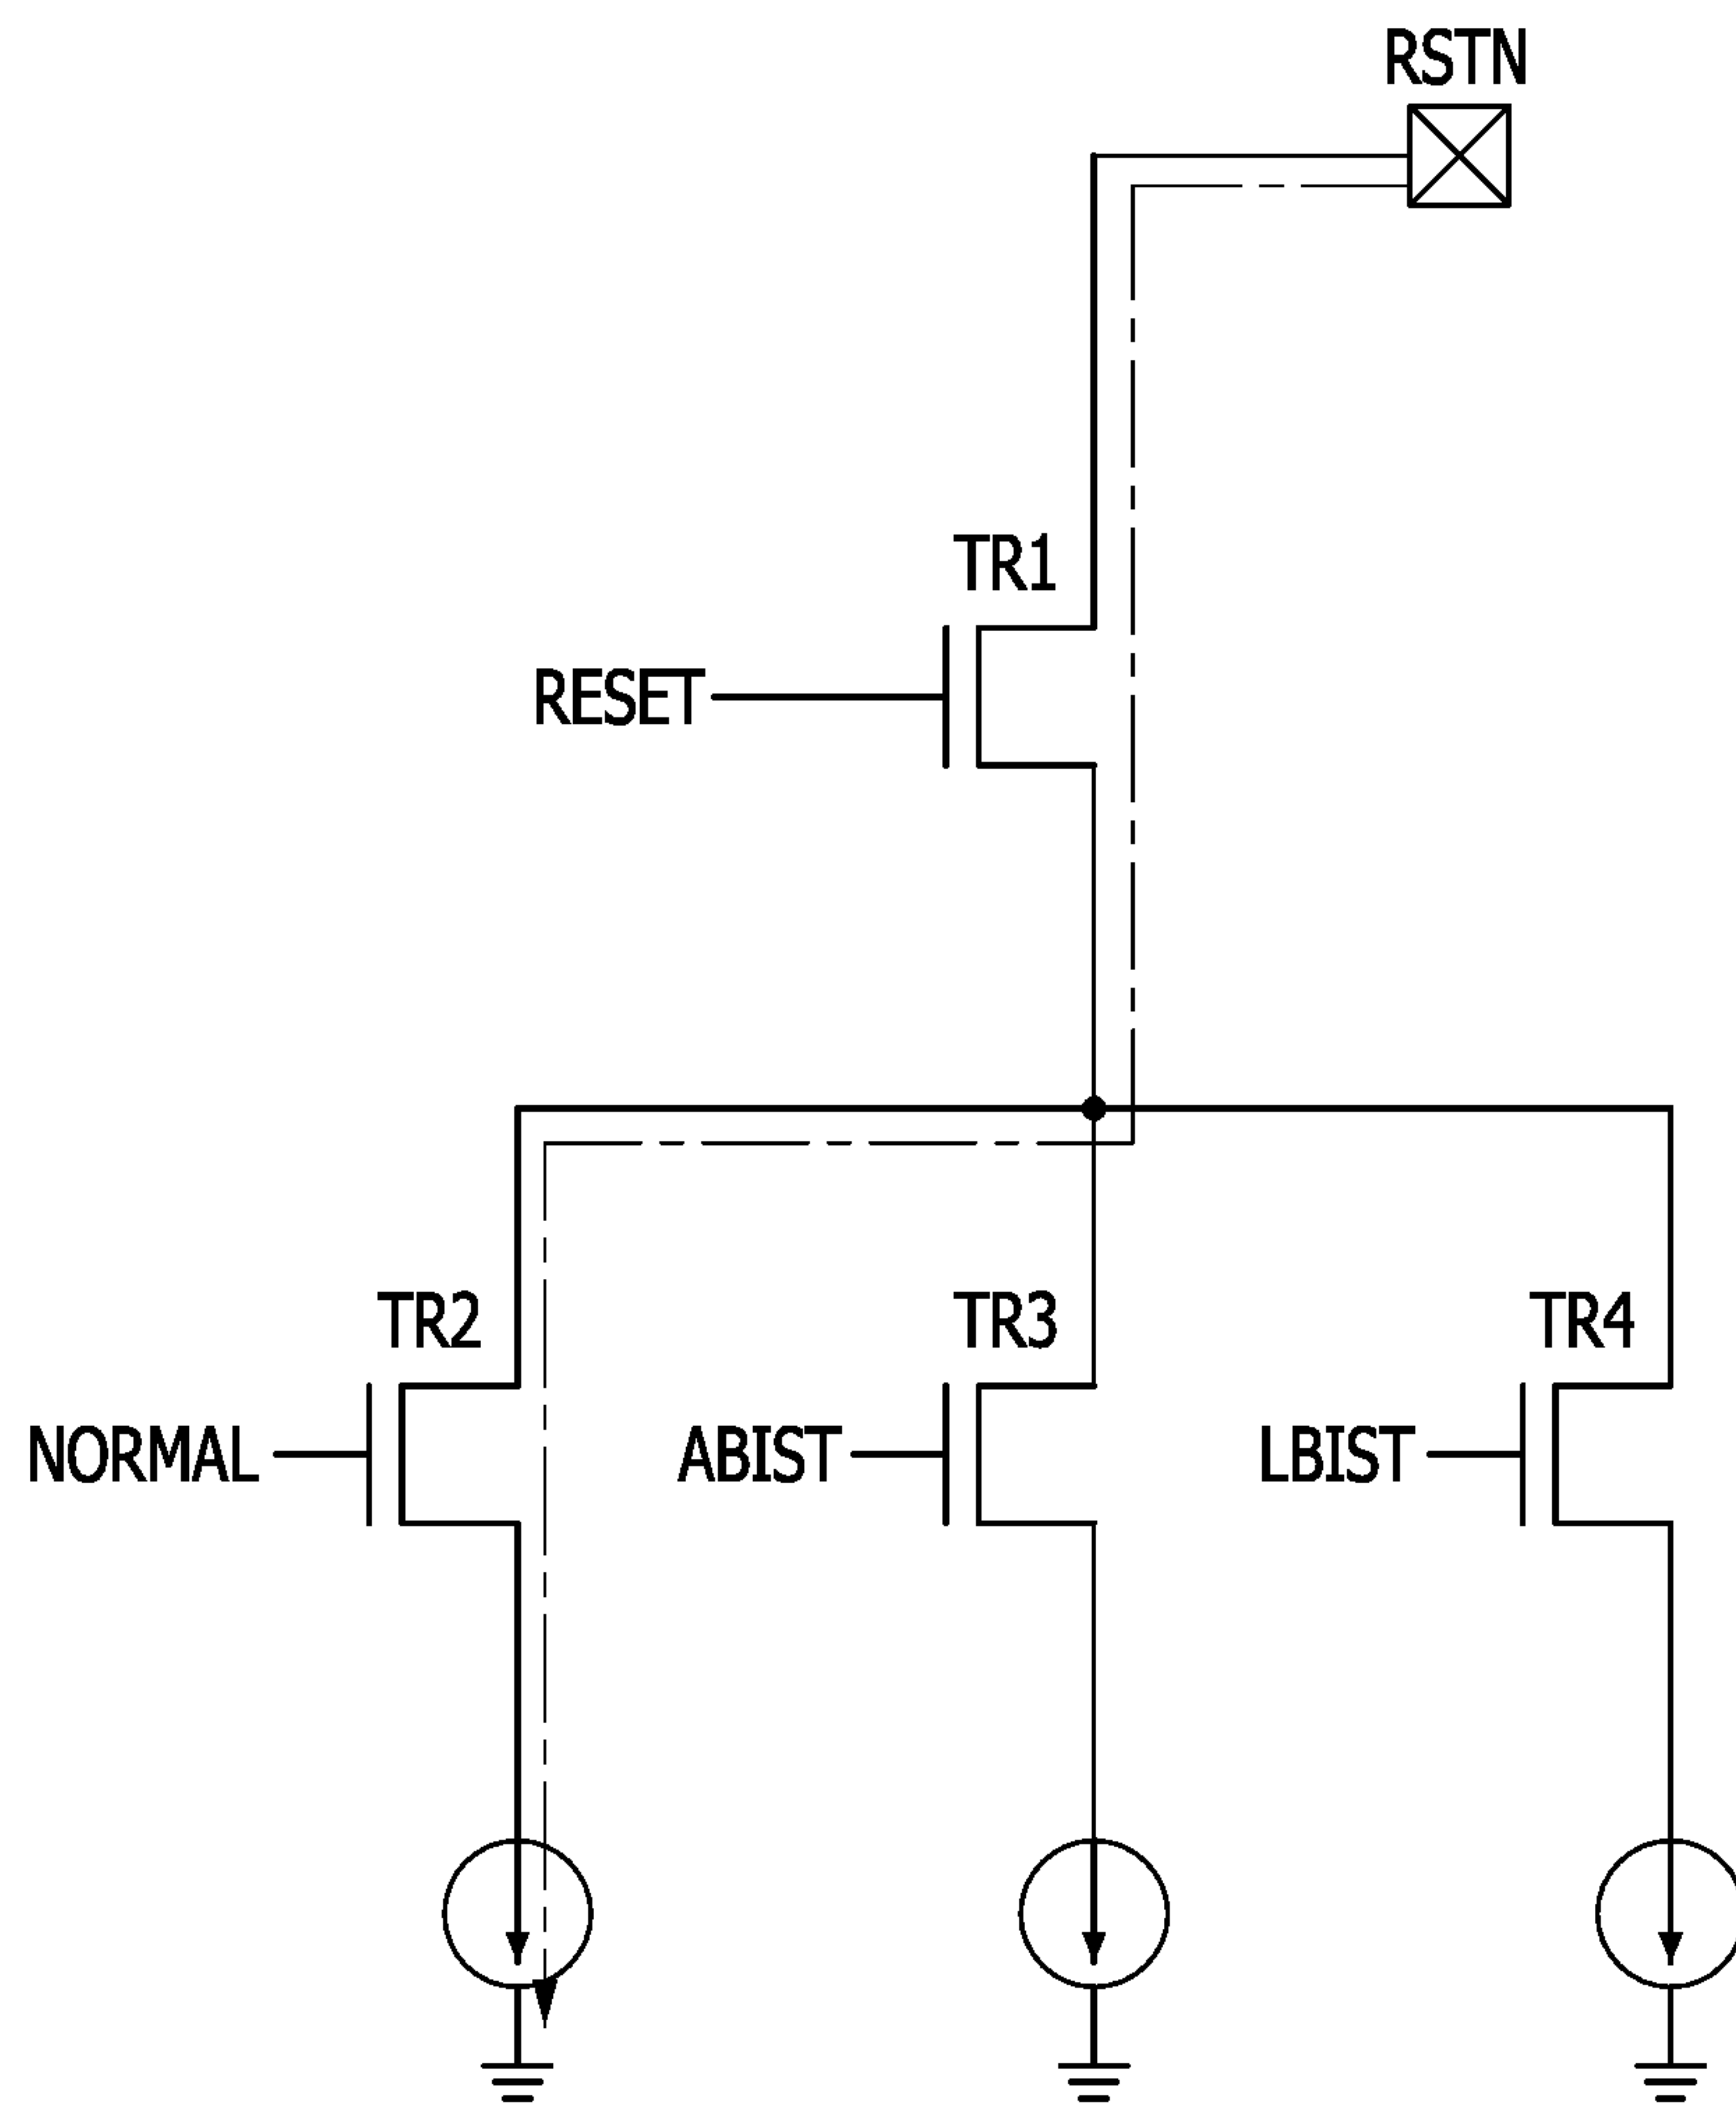 RSTN
TR1
RESET
TR2
TR3
TR4
NORMAL
ABIST
LBIST